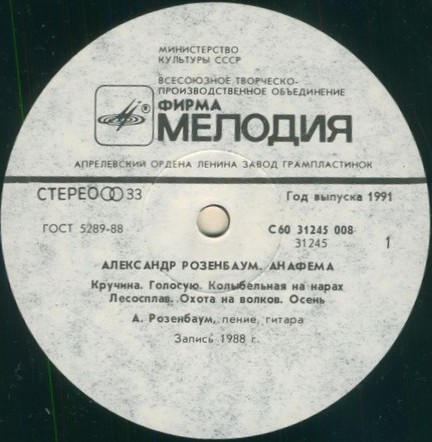 МИНИСТЕРСТВО
КУЛЬТУРЫ СССР
ВСЕСОЮЗНОЕ ТВОРЧЕСКО-
ПРОИЗВОДСТВЕННОЕ ОБЪЕДИНЕНИЕ
® ФИРМА
МЕЛОДИЯ
АПРЕЛЕВСКИЙ ОРДЕНА ЛЕНИНА ЗАВОД ГРАМПЛАСТИНОК
СТЕРЕО 33
Год выпуска 1991
ГОСТ 5289-88
С60 31245 008
31245
1
АЛЕКСАНДР РОЗЕНБАУМ. АНАФЕМА
Кручина. Голосую. Колыбельная на нарах
Лесосплав. Охота на волков. Осень
А. Розенбаум, пение, гитара
Запись 1988 г.